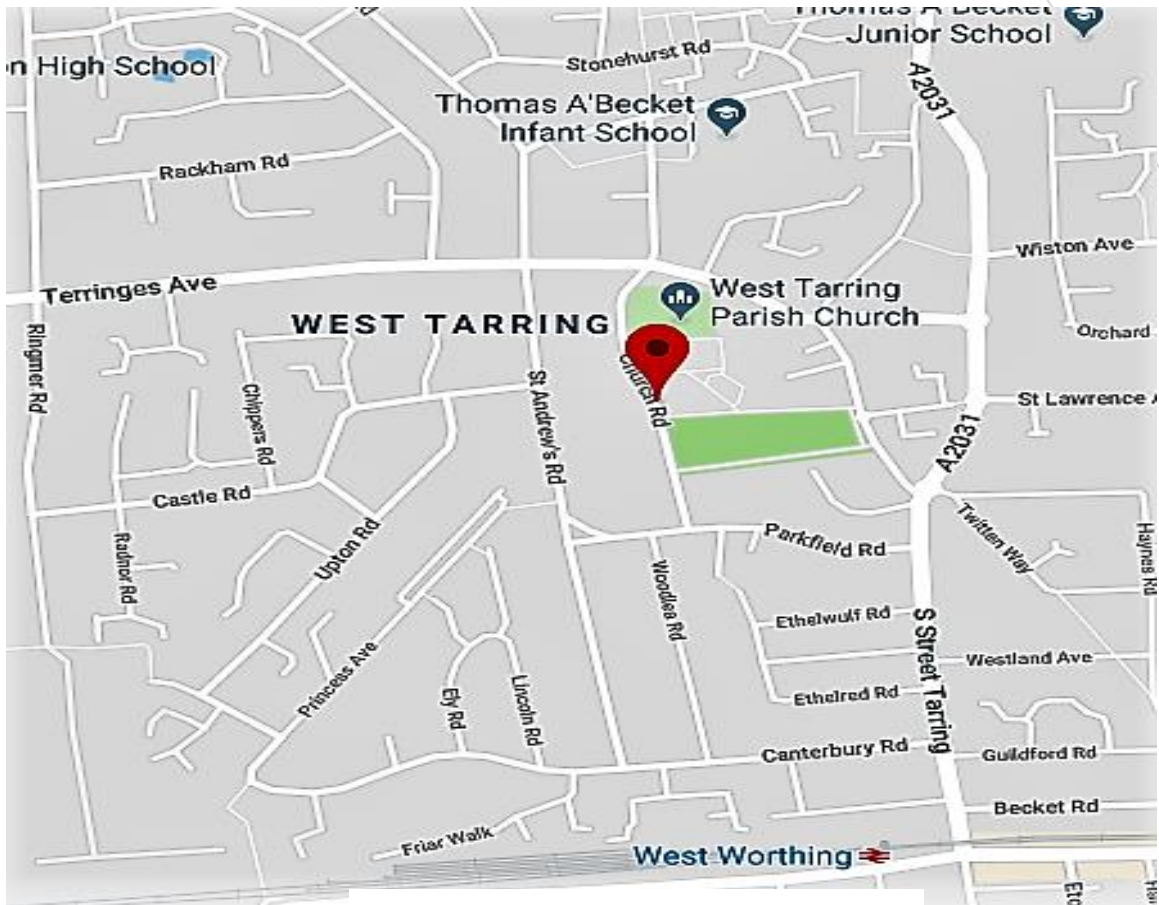 Thomas A Becket
Junior School
Stonehurst Rd
n High School
A2031
Thomas A'Becket
Infant School
Rackham Rd
Wiston Ave
Terringes Ave
West Tarring
Parish Church
WEST TARRING
Orchard
Ringmer Rd
Church Rd
St Andrew's Rd
Chippers Rd
St Lawrence A
A2031
Castle Rd
Upton Rd
Radnor Rd
Parkfield Rd
Twitten Way
Haynes Rd
Woodlea Rd
Ethelwulf Rd
S Street Tarring
Westland Ave
Princess Ave
Ely Rd
Lincoln Rd
Ethelred Rd
Canterbury Rd
Guildford Rd
Becket Rd
Friar Walk
West Worthing